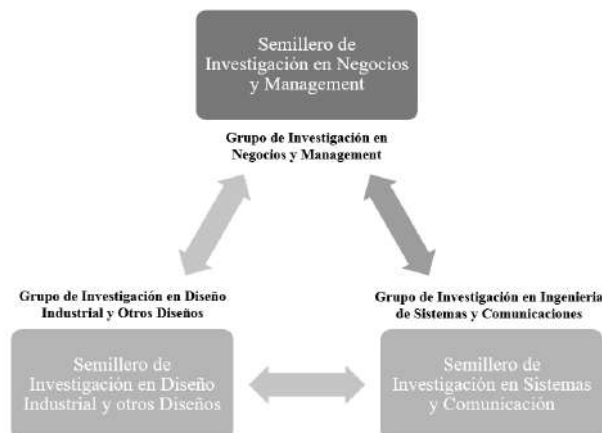 Semillero de
Investigación en Negocios
y Management
Grupo de Investigación en
Negocios y Management
Grupo de Investigación en Diseño
Industrial y Otros Diseños
Grupo de Investigación en Ingenieria
de Sistemas y Comunicaciones
Semillero de
Investigación en Diseño
Industrial y otros Diseños
Semillero de
Investigación en Sistemas
y Comunicación